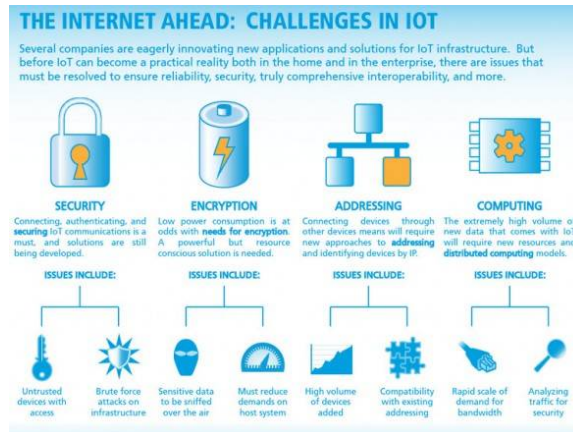 THE INTERNET AHEAD: CHALLENGES IN IOT
Several companies are eagerly innovating new applications and solutions for IoT infrastructure. But
before IoT can become a practical reality both in the home and in the enterprise, there are issues that
must be resolved to ensure reliability, security, truly comprehensive interoperability, and more.
SECURITY
Connecting, authenticating, and
securing IoT communications is a
must, and solutions are still
being developed.
ISSUES INCLUDE:
Untrusted
devices with
access
Brute force
attacks on
infrastructure
ENCRYPTION
Low power consumption is at
odds with needs for encryption.
A powerful but resource
conscious solution is needed.
ISSUES INCLUDE:
Sensitive data
to be sniffed
over the air
Must reduce
demands on
host system
ADDRESSING
Connecting devices through
other devices means will require
new approaches to addressing
and identifying devices by IP.
ISSUES INCLUDE:
High volume
of devices
added
Compatibility
with existing
addressing
COMPUTING
The extremely high volume o
new data that comes with Io
will require new resources and
distributed computing models.
ISSUES INCLUDE:
Rapid scale of
demand for
bandwidth
Analyzing
traffic for
security